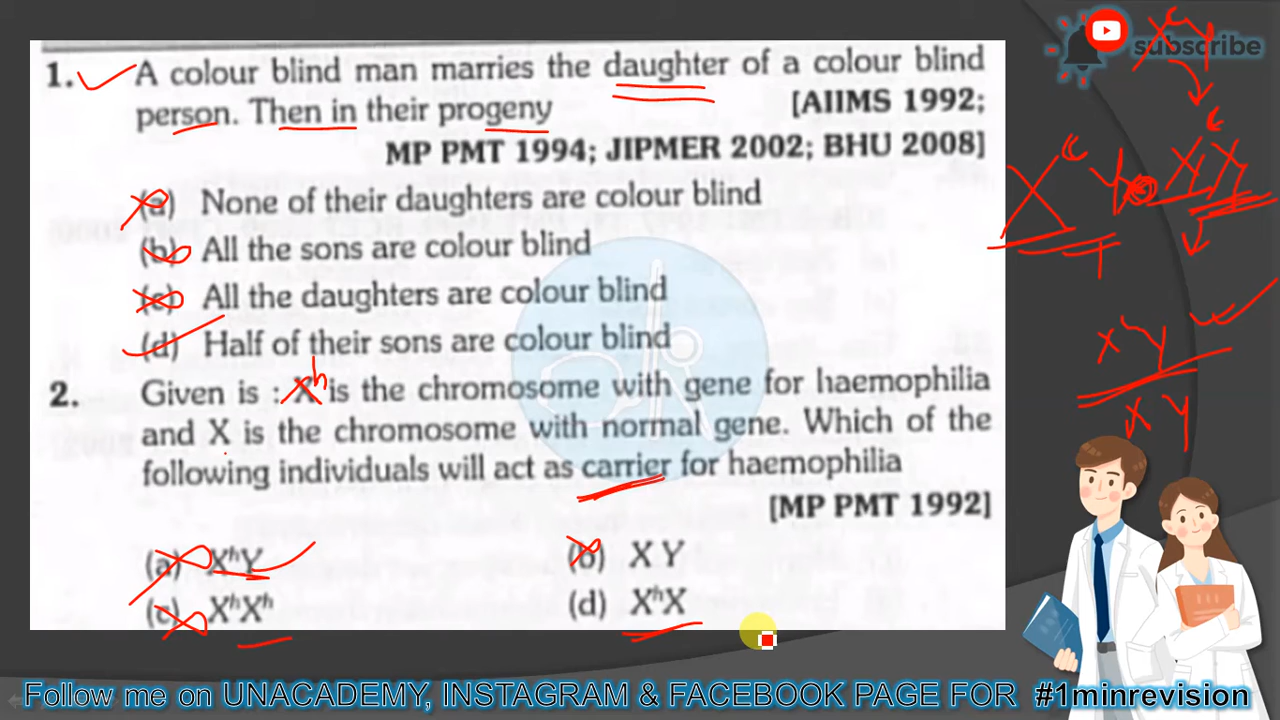 subscribe
1. A colour blind man marries the daughter of a colour blind
person. Then in their progeny [AIIMS 1992;
MP PMT 1994; JIPMER 2002; BHU 2008]
(a) None of their daughters are colour blind
(b) All the sons are colour blind
(c) All the daughters are colour blind
(d) Half of their sons are colour blind
2. Given is : Xʰ is the chromosome with gene for haemophilia
and X is the chromosome with normal gene. Which of the
following individuals will act as carrier for haemophilia
[MP PMT 1992]
(a) XʰY (b) X Y
(c) XʰXʰ (d) XʰX
XᶜY
XᶜY XᶜX
XᶜY
XY
Follow me on UNACADEMY, INSTAGRAM & FACEBOOK PAGE FOR #1minrevision